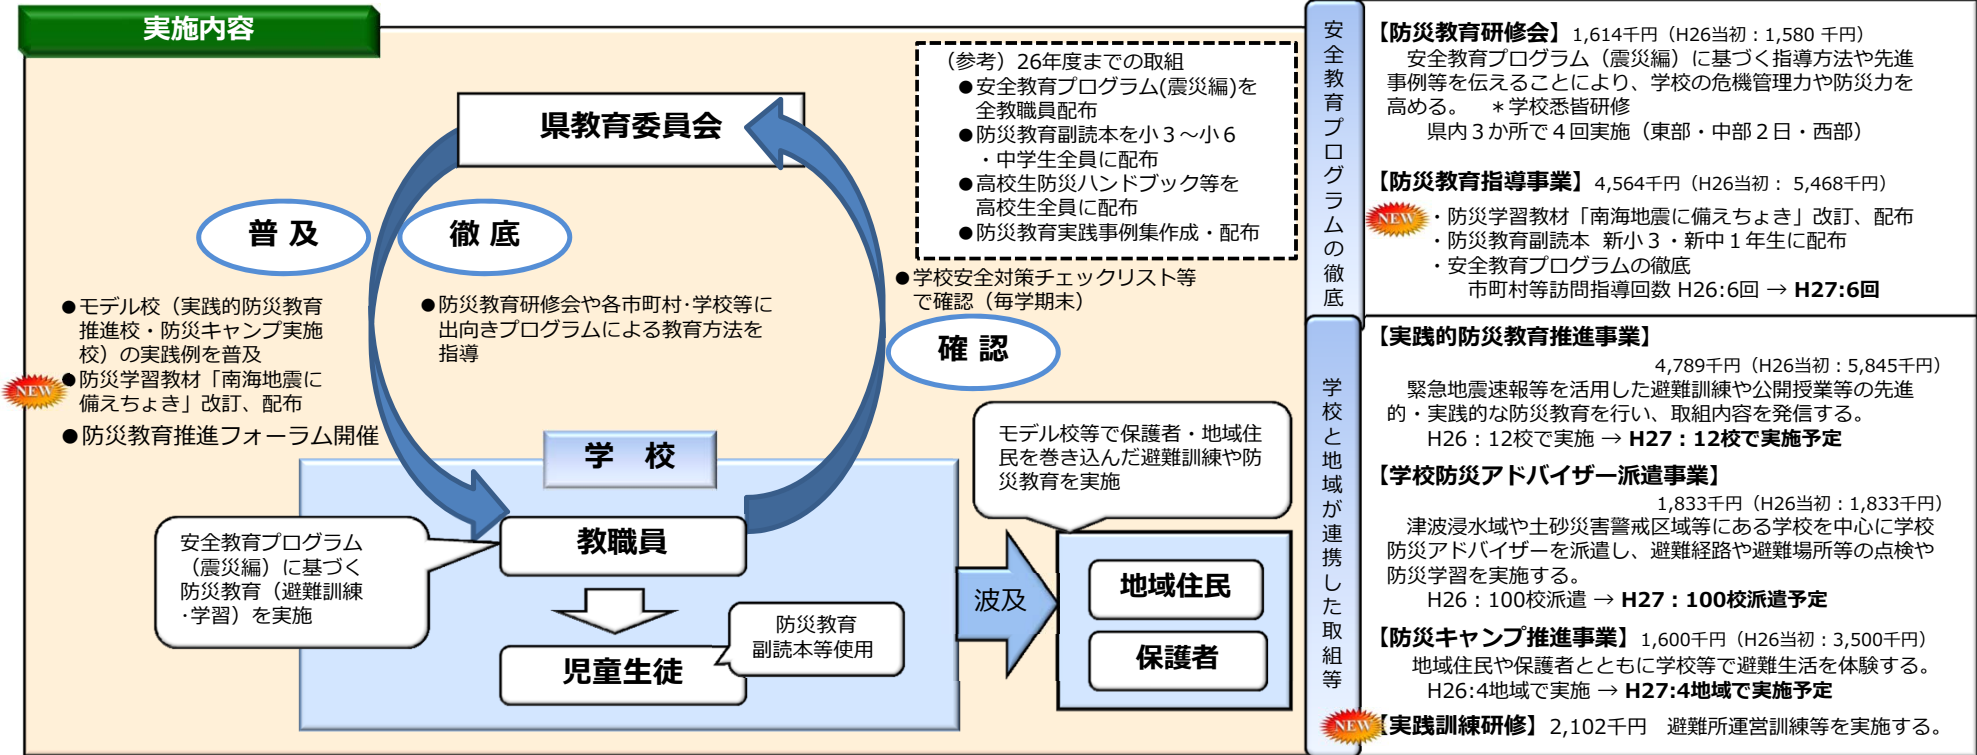 実施内容
県教育委員会
普 及
徹 底
●モデル校（実践的防災教育
推進校・防災キャンプ実施
校）の実践例を普及
NEW
●防災学習教材「南海地震に
備えちょき」改訂、配布
●防災教育推進フォーラム開催
●防災教育研修会や各市町村･学校等に
出向きプログラムによる教育方法を
指導
（参考）26年度までの取組
●安全教育プログラム(震災編)を
全教職員配布
●防災教育副読本を小３～小６
・中学生全員に配布
●高校生防災ハンドブック等を
高校生全員に配布
●防災教育実践事例集作成・配布
●学校安全対策チェックリスト等
で確認（毎学期末）
確 認
学 校
教職員
安全教育プログラム
（震災編）に基づく
防災教育（避難訓練
･学習）を実施
児童生徒
防災教育
副読本等使用
波及
モデル校等で保護者・地域住
民を巻き込んだ避難訓練や防
災教育を実施
地域住民
保護者
安全教育プログラムの徹底
【防災教育研修会】1,614千円（H26当初：1,580 千円）
安全教育プログラム（震災編）に基づく指導方法や先進
事例等を伝えることにより、学校の危機管理力や防災力を
高める。　＊学校悉皆研修
県内３か所で４回実施（東部・中部２日・西部）
【防災教育指導事業】4,564千円（H26当初： 5,468千円）
NEW
・防災学習教材「南海地震に備えちょき」改訂、配布
・防災教育副読本 新小３・新中１年生に配布
・安全教育プログラムの徹底
市町村等訪問指導回数 H26:6回 → H27:6回
学校と地域が連携した取組等
【実践的防災教育推進事業】
4,789千円（H26当初：5,845千円）
緊急地震速報等を活用した避難訓練や公開授業等の先進
的・実践的な防災教育を行い、取組内容を発信する。
H26：12校で実施 → H27：12校で実施予定
【学校防災アドバイザー派遣事業】
1,833千円（H26当初：1,833千円）
津波浸水域や土砂災害警戒区域等にある学校を中心に学校
防災アドバイザーを派遣し、避難経路や避難場所等の点検や
防災学習を実施する。
H26：100校派遣 → H27：100校派遣予定
【防災キャンプ推進事業】1,600千円（H26当初：3,500千円）
地域住民や保護者とともに学校等で避難生活を体験する。
H26:4地域で実施 → H27:4地域で実施予定
NEW
【実践訓練研修】2,102千円　避難所運営訓練等を実施する。